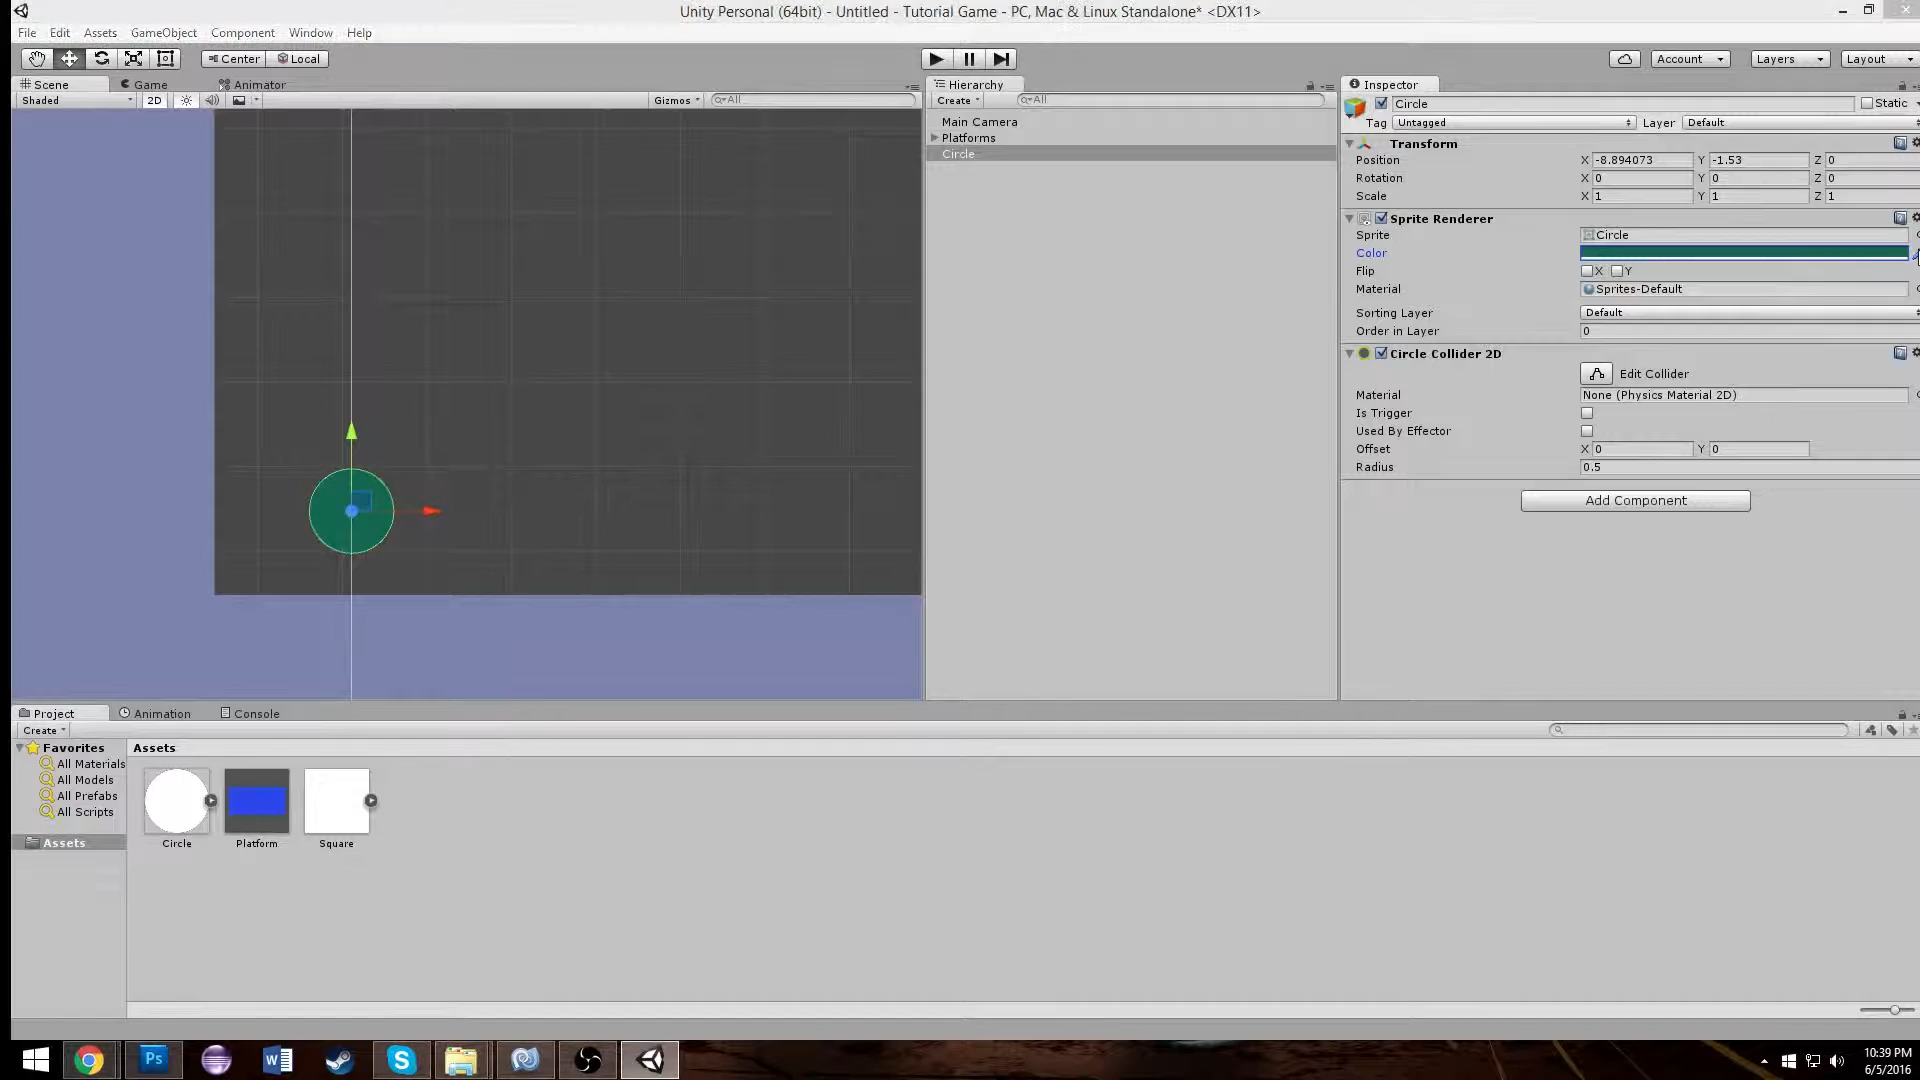 Unity Personal (64bit) - Untitled - Tutorial Game - PC, Mac & Linux Standalone* <DX11>
File Edit Assets GameObject Component Window Help
Center Local Account Layers Layout
Scene Game Animator
Shaded 2D Gizmos All
Hierarchy
Create All
Main Camera
Platforms
Circle
Inspector
Circle Static
Tag Untagged Layer Default
Transform
Position X -8.894073 Y -1.53 Z 0
Rotation X 0 Y 0 Z 0
Scale X 1 Y 1 Z 1
Sprite Renderer
Sprite Circle
Color
Flip X Y
Material Sprites-Default
Sorting Layer Default
Order in Layer 0
Circle Collider 2D
Edit Collider
Material None (Physics Material 2D)
Is Trigger
Used By Effector
Offset X 0 Y 0
Radius 0.5
Add Component
Project Animation Console
Create
Favorites
All Materials
All Models
All Prefabs
All Scripts
Assets
Assets
Circle Platform Square
Ps
10:39 PM
6/5/2016